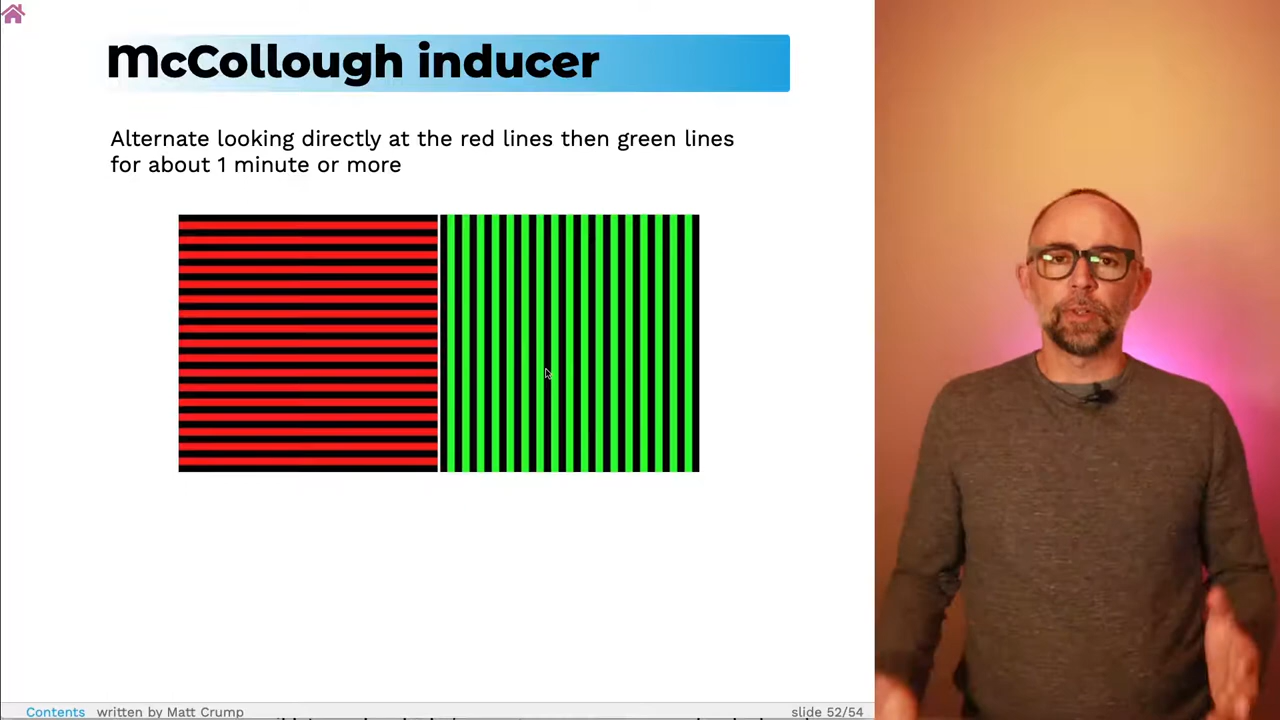 McCollough inducer
Alternate looking directly at the red lines then green lines
for about 1 minute or more
Contents written by Matt Crump
slide 52/54